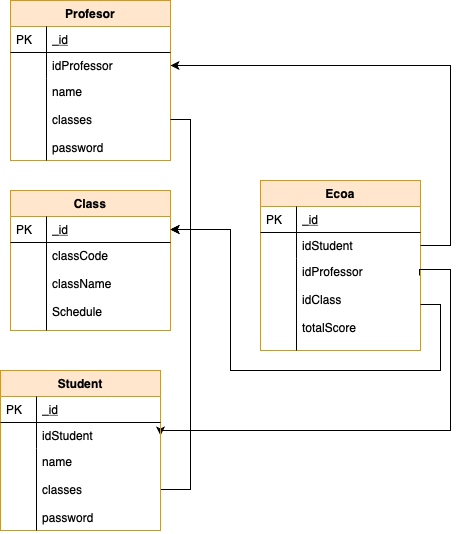 Profesor
PK _id
idProfessor
name
classes
password
Class
PK _id
classCode
className
Schedule
Ecoa
PK _id
idStudent
idProfessor
idClass
totalScore
Student
PK _id
idStudent
name
classes
password